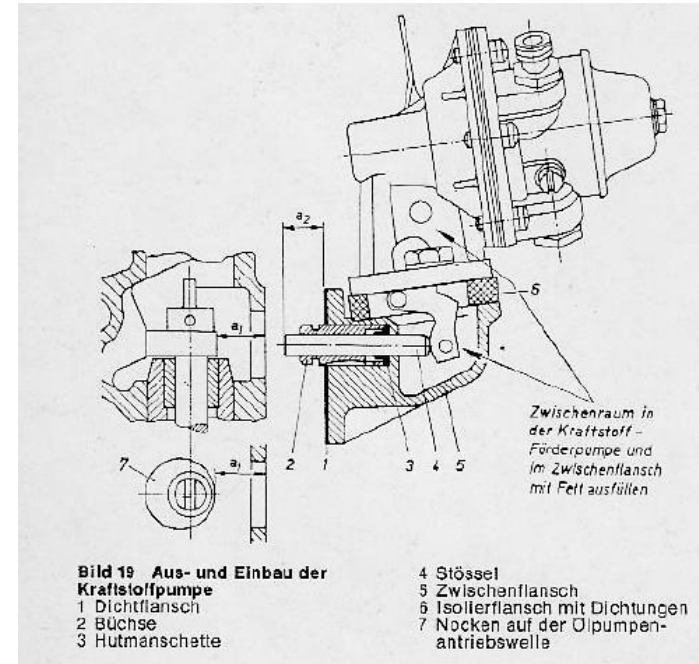 a2
6
a1
Zwischenraum in
der Kraftstoff-
Förderpumpe und
im Zwischenflansch
mit Fett ausfüllen
7
a1
2 1 3 4 5
Bild 19 Aus- und Einbau der
Kraftstoffpumpe
1 Dichtflansch
2 Büchse
3 Hutmanschette
4 Stössel
5 Zwischenflansch
6 Isolierflansch mit Dichtungen
7 Nocken auf der Ölpumpen-
antriebswelle